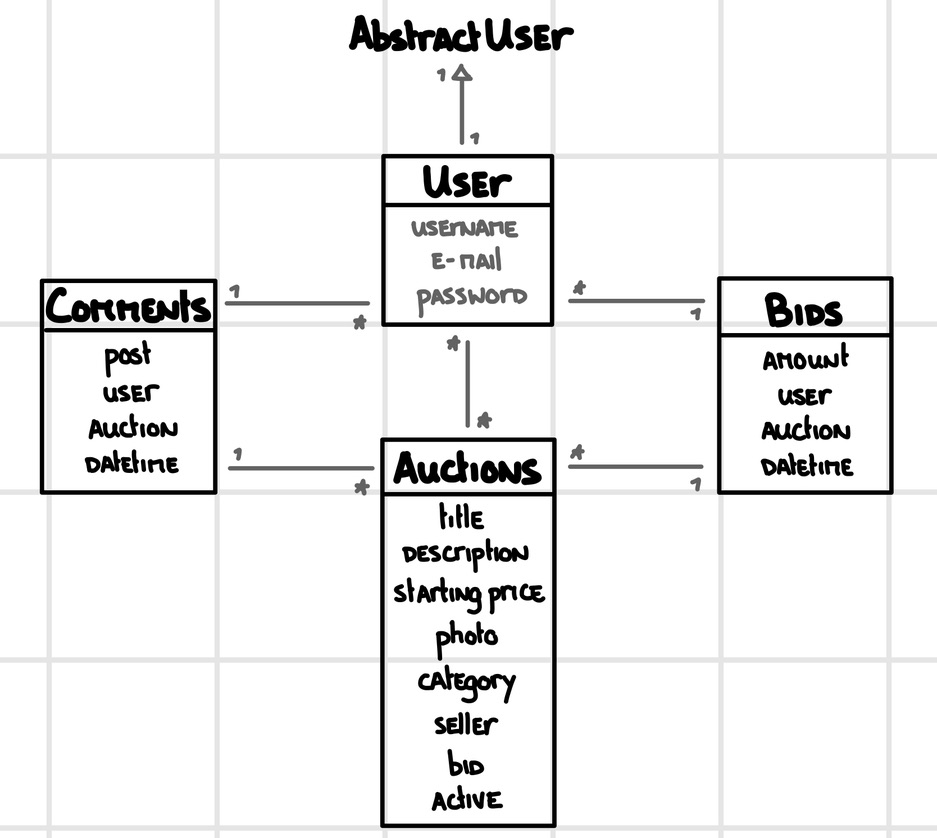 AbstractUser
1
1
User
username
e-mail
password
Comments
post
user
auction
datetime
1
*
*
1
Bids
amount
user
auction
datetime
*
*
1
*
*
1
Auctions
title
description
starting price
photo
category
seller
bid
active